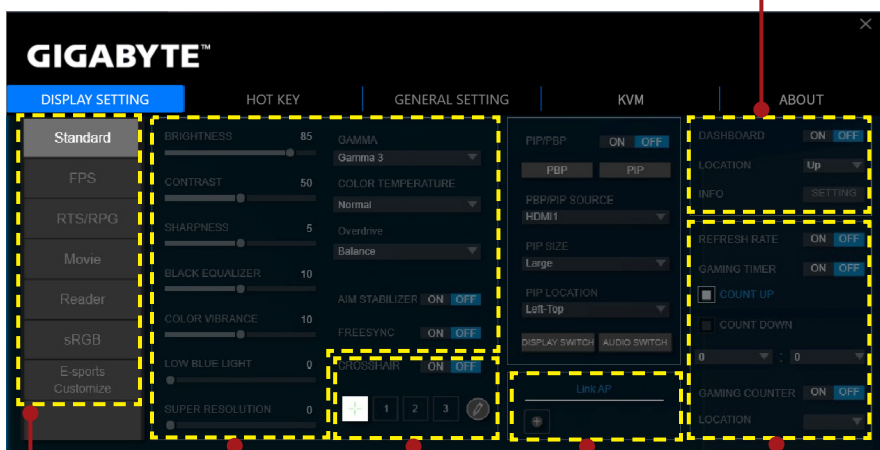 GIGABYTE™
DISPLAY SETTING
HOT KEY
GENERAL SETTING
KVM
ABOUT
Standard
FPS
RTS/RPG
Movie
Reader
sRGB
E-sports
Customize
BRIGHTNESS 85
CONTRAST 50
SHARPNESS 5
BLACK EQUALIZER 10
COLOR VIBRANCE 10
LOW BLUE LIGHT 0
SUPER RESOLUTION 0
GAMMA
Gamma 3
COLOR TEMPERATURE
Normal
Overdrive
Balance
AIM STABILIZER ON OFF
FREESYNC ON OFF
CROSSHAIR ON OFF
1 2 3
PIP/PBP ON OFF
PBP PIP
PBP/PIP SOURCE
HDMI1
PIP SIZE
Large
PIP LOCATION
Left-Top
DISPLAY SWITCH AUDIO SWITCH
Link AP
DASHBOARD ON OFF
LOCATION Up
INFO SETTING
REFRESH RATE ON OFF
GAMING TIMER ON OFF
COUNT UP
COUNT DOWN
0 : 0
GAMING COUNTER ON OFF
LOCATION